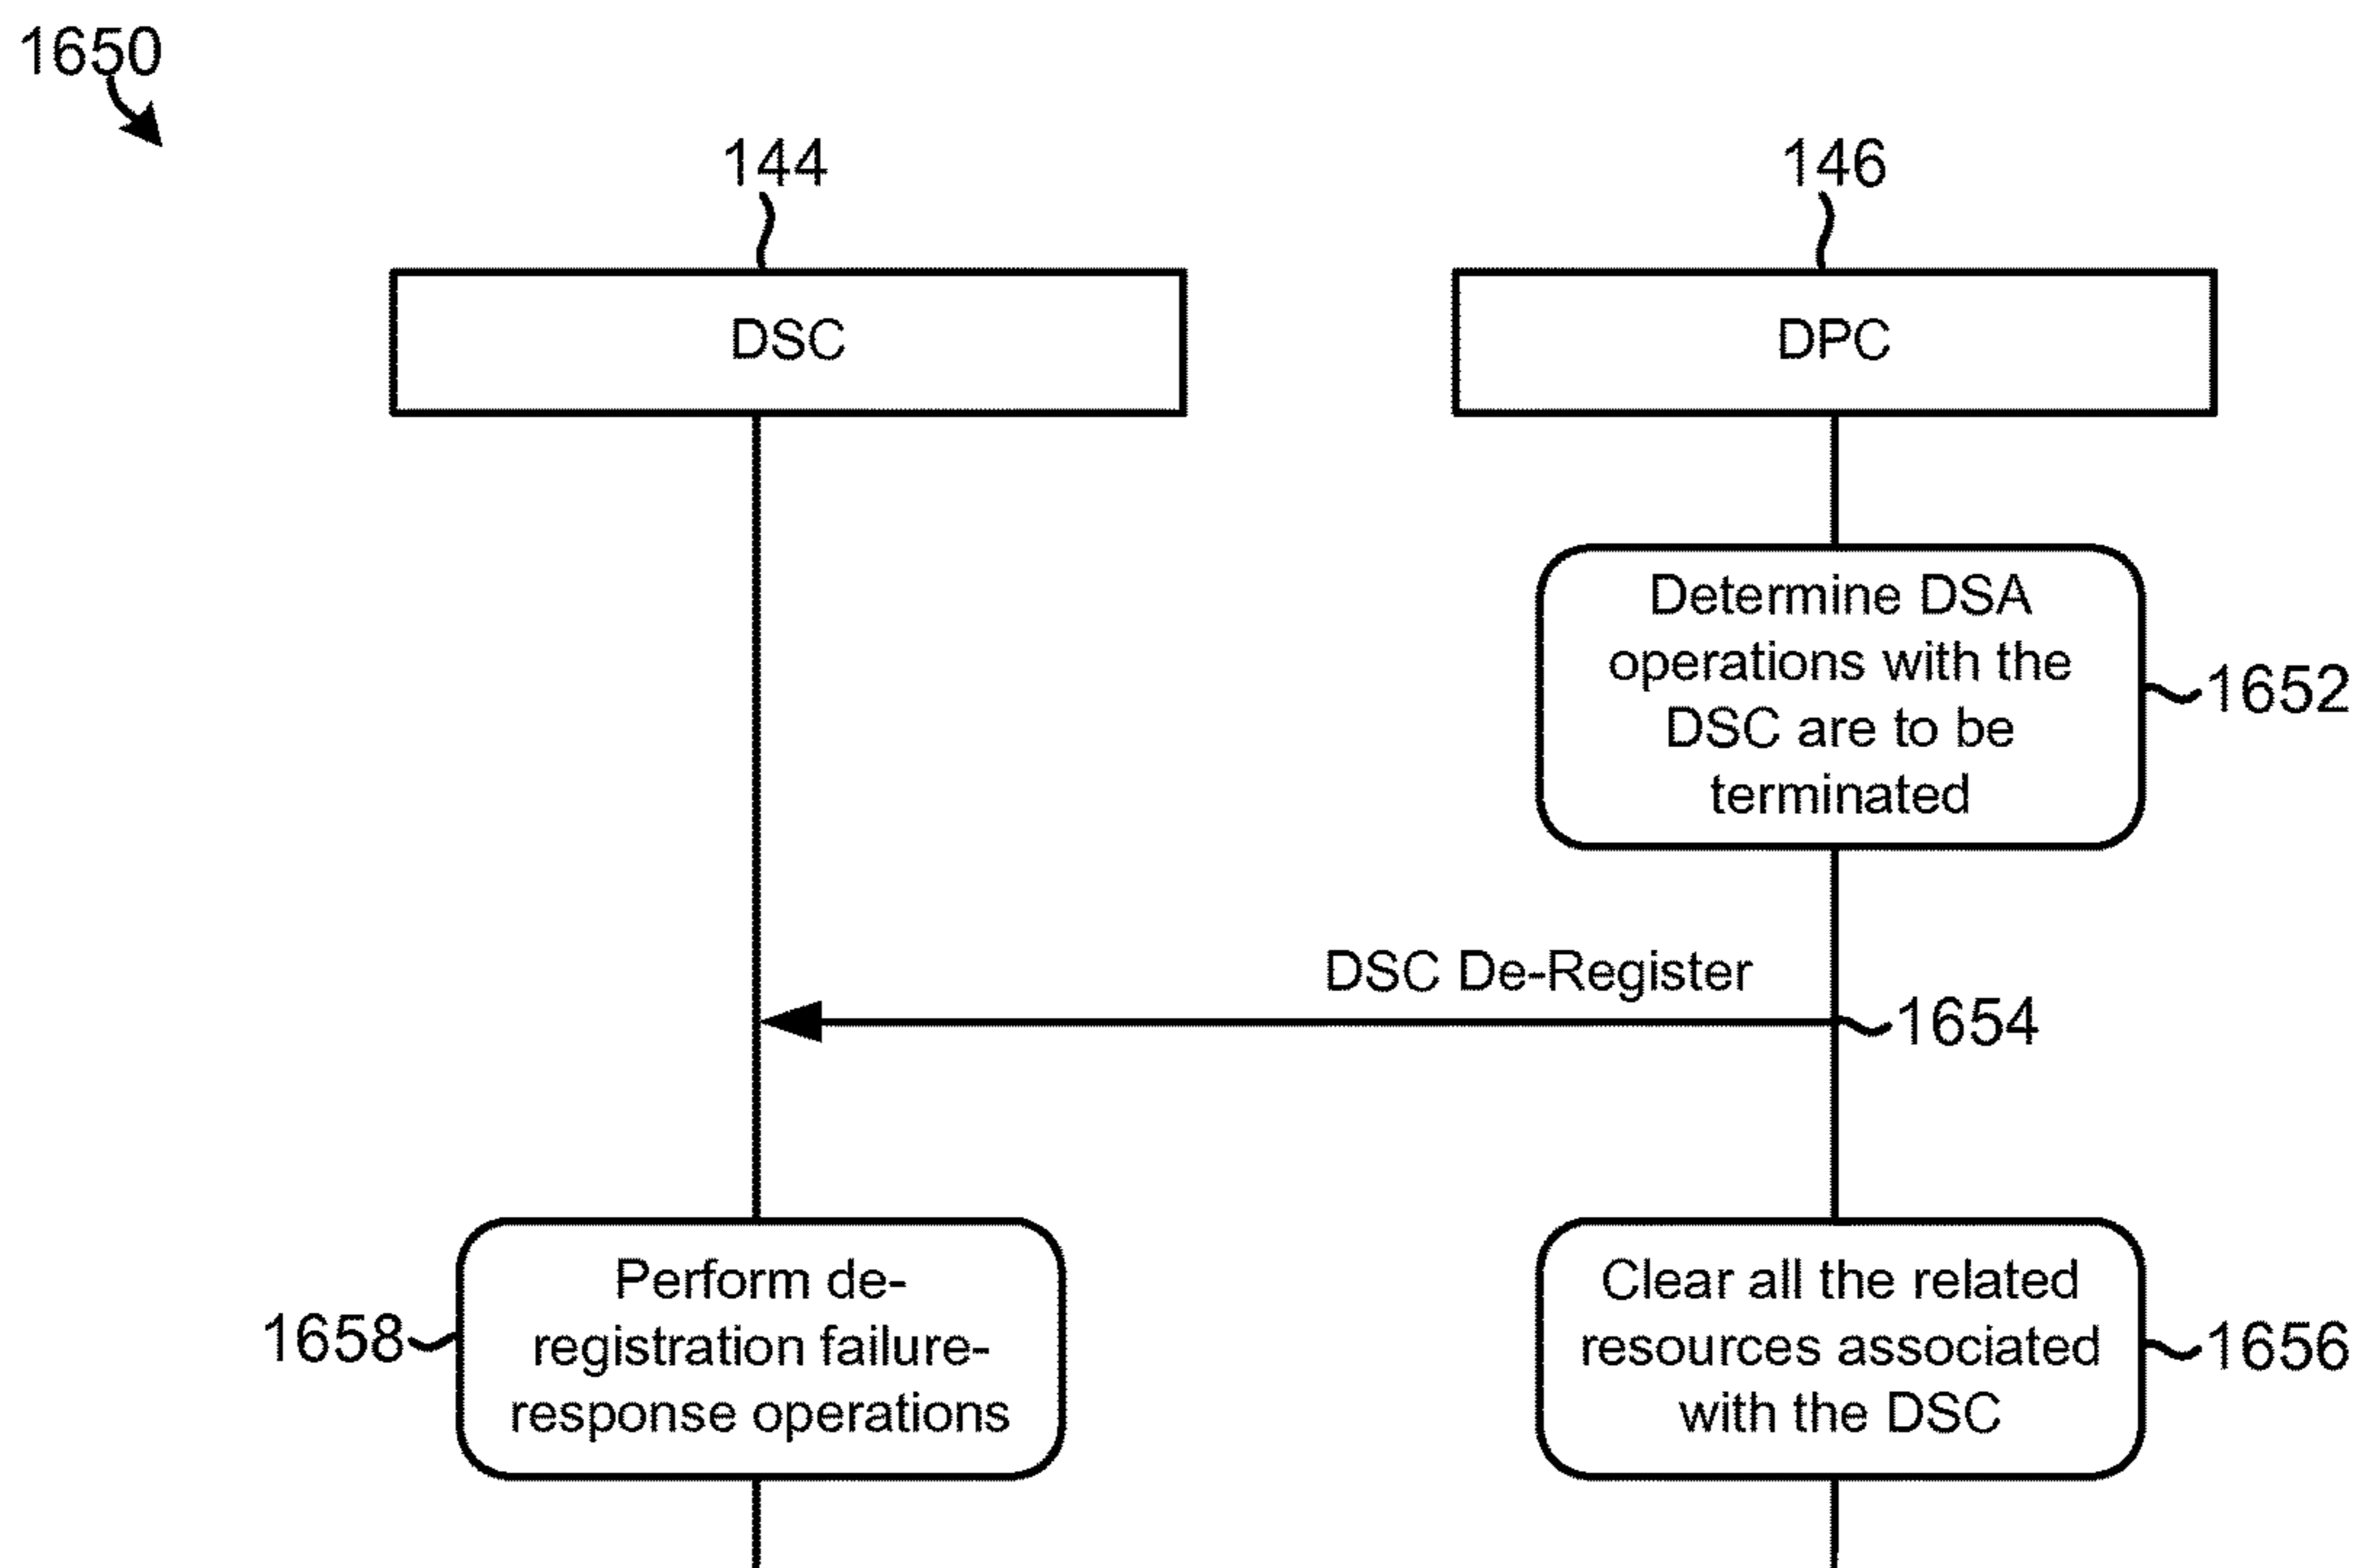 1650
144
146
DSC
DPC
Determine DSA
operations with the
DSC are to be
terminated
1652
DSC De-Register
1654
Perform de-
registration failure-
response operations
1658
Clear all the related
resources associated
with the DSC
1656